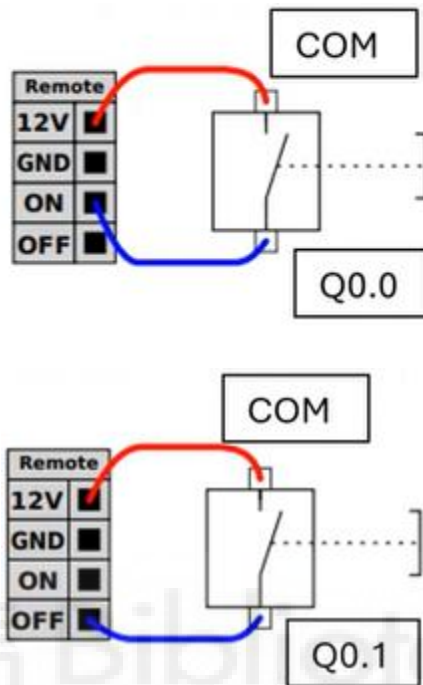 COM
Remote
12V
GND
ON
OFF
Q0.0
COM
Remote
12V
GND
ON
OFF
Q0.1